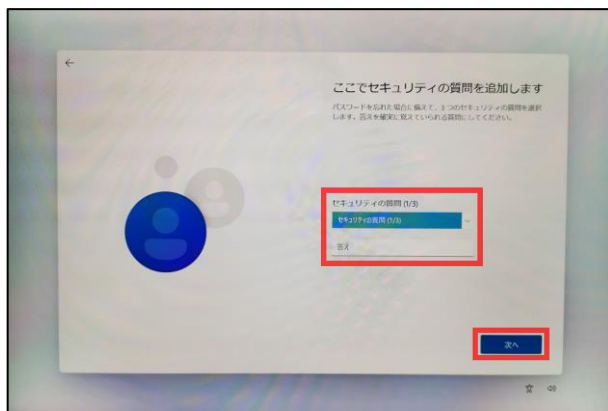 ここでセキュリティの質問を追加します
パスワードを忘れた場合に備えて、3 つのセキュリティの質問を選択
します。答えを確実に覚えていられる質問にしてください。
セキュリティの質問 (1/3)
セキュリティの質問 (1/3)
答え
次へ